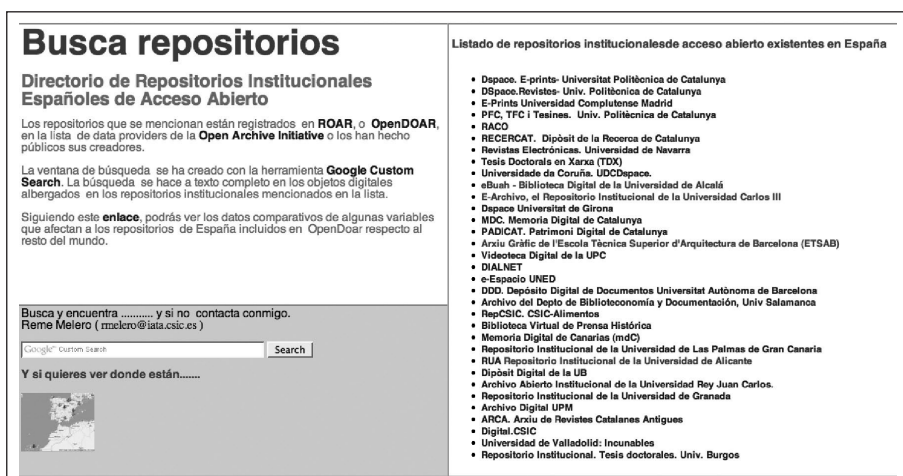 Busca repositorios
Directorio de Repositorios Institucionales
Españoles de Acceso Abierto
Los repositorios que se mencionan están registrados en ROAR, o OpenDOAR,
en la lista de data providers de la Open Archive Initiative o los han hecho
públicos sus creadores.
La ventana de búsqueda se ha creado con la herramienta Google Custom
Search. La búsqueda se hace a texto completo en los objetos digitales
albergados en los repositorios institucionales mencionados en la lista.
Siguiendo este enlace, podrás ver los datos comparativos de algunas variables
que afectan a los repositorios de España incluidos en OpenDoar respecto al
resto del mundo.
Busca y encuentra ........... y si no contacta conmigo.
Reme Melero ( rmelero@iata.csic.es )
Google™ Custom Search
Search
Y si quieres ver donde están.......
Listado de repositorios institucionalesde acceso abierto existentes en España
• Dspace. E-prints- Universitat Politècnica de Catalunya
• DSpace.Revistes- Univ. Politècnica de Catalunya
• E-Prints Universidad Complutense Madrid
• PFC, TFC i Tesines. Univ. Politècnica de Catalunya
• RACO
• RECERCAT. Dipòsit de la Recerca de Catalunya
• Revistas Electrónicas. Universidad de Navarra
• Tesis Doctorals en Xarxa (TDX)
• Universidade da Coruña. UDCDspace.
• eBuah - Biblioteca Digital de la Universidad de Alcalá
• E-Archivo, el Repositorio Institucional de la Universidad Carlos III
• Dspace Universitat de Girona
• MDC. Memoria Digital de Catalunya
• PADICAT. Patrimoni Digital de Catalunya
• Arxiu Gràfic de l'Escola Tècnica Superior d'Arquitectura de Barcelona (ETSAB)
• Videoteca Digital de la UPC
• DIALNET
• e-Espacio UNED
• DDD. Depósito Digital de Documentos Universitat Autònoma de Barcelona
• Archivo del Depto de Biblioteconomía y Documentación, Univ Salamanca
• RepCSIC. CSIC-Alimentos
• Biblioteca Virtual de Prensa Histórica
• Memoria Digital de Canarias (mdC)
• Repositorio Institucional de la Universidad de Las Palmas de Gran Canaria
• RUA Repositorio Institucional de la Universidad de Alicante
• Dipòsit Digital de la UB
• Archivo Abierto Institucional de la Universidad Rey Juan Carlos.
• Repositorio Institucional de la Universidad de Granada
• Archivo Digital UPM
• ARCA. Arxiu de Revistes Catalanes Antigues
• Digital.CSIC
• Universidad de Valladolid: Incunables
• Repositorio Institucional. Tesis doctorales. Univ. Burgos